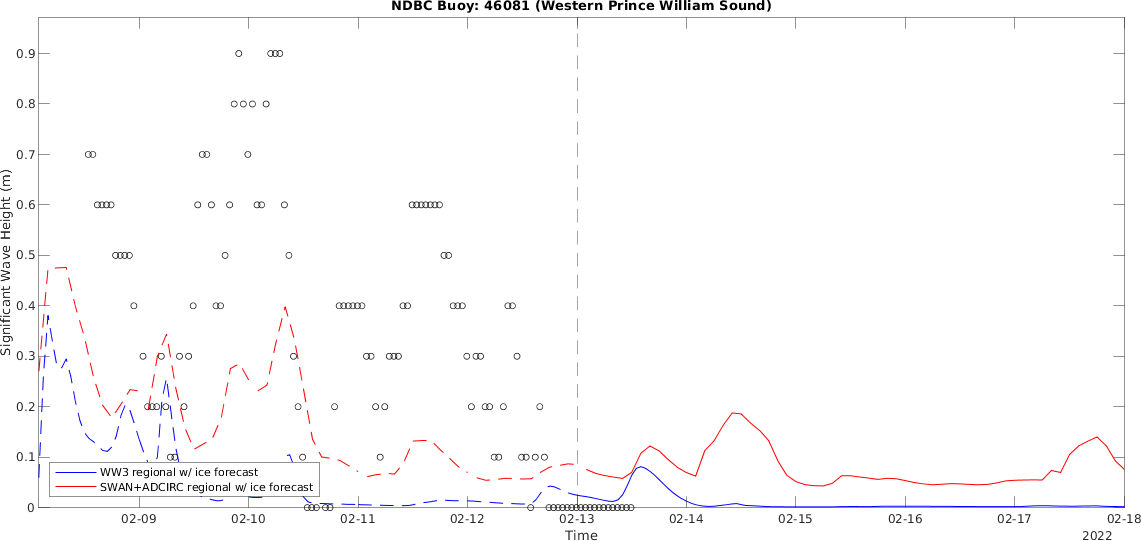 NDBC Buoy: 46081 (Western Prince William Sound)
Significant Wave Height (m)
0.9
0.8
0.7
0.6
0.5
0.4
0.3
0.2
0.1
0
WW3 regional w/ ice forecast
SWAN+ADCIRC regional w/ ice forecast
02-09 02-10 02-11 02-12 02-13 02-14 02-15 02-16 02-17 02-18
Time
2022